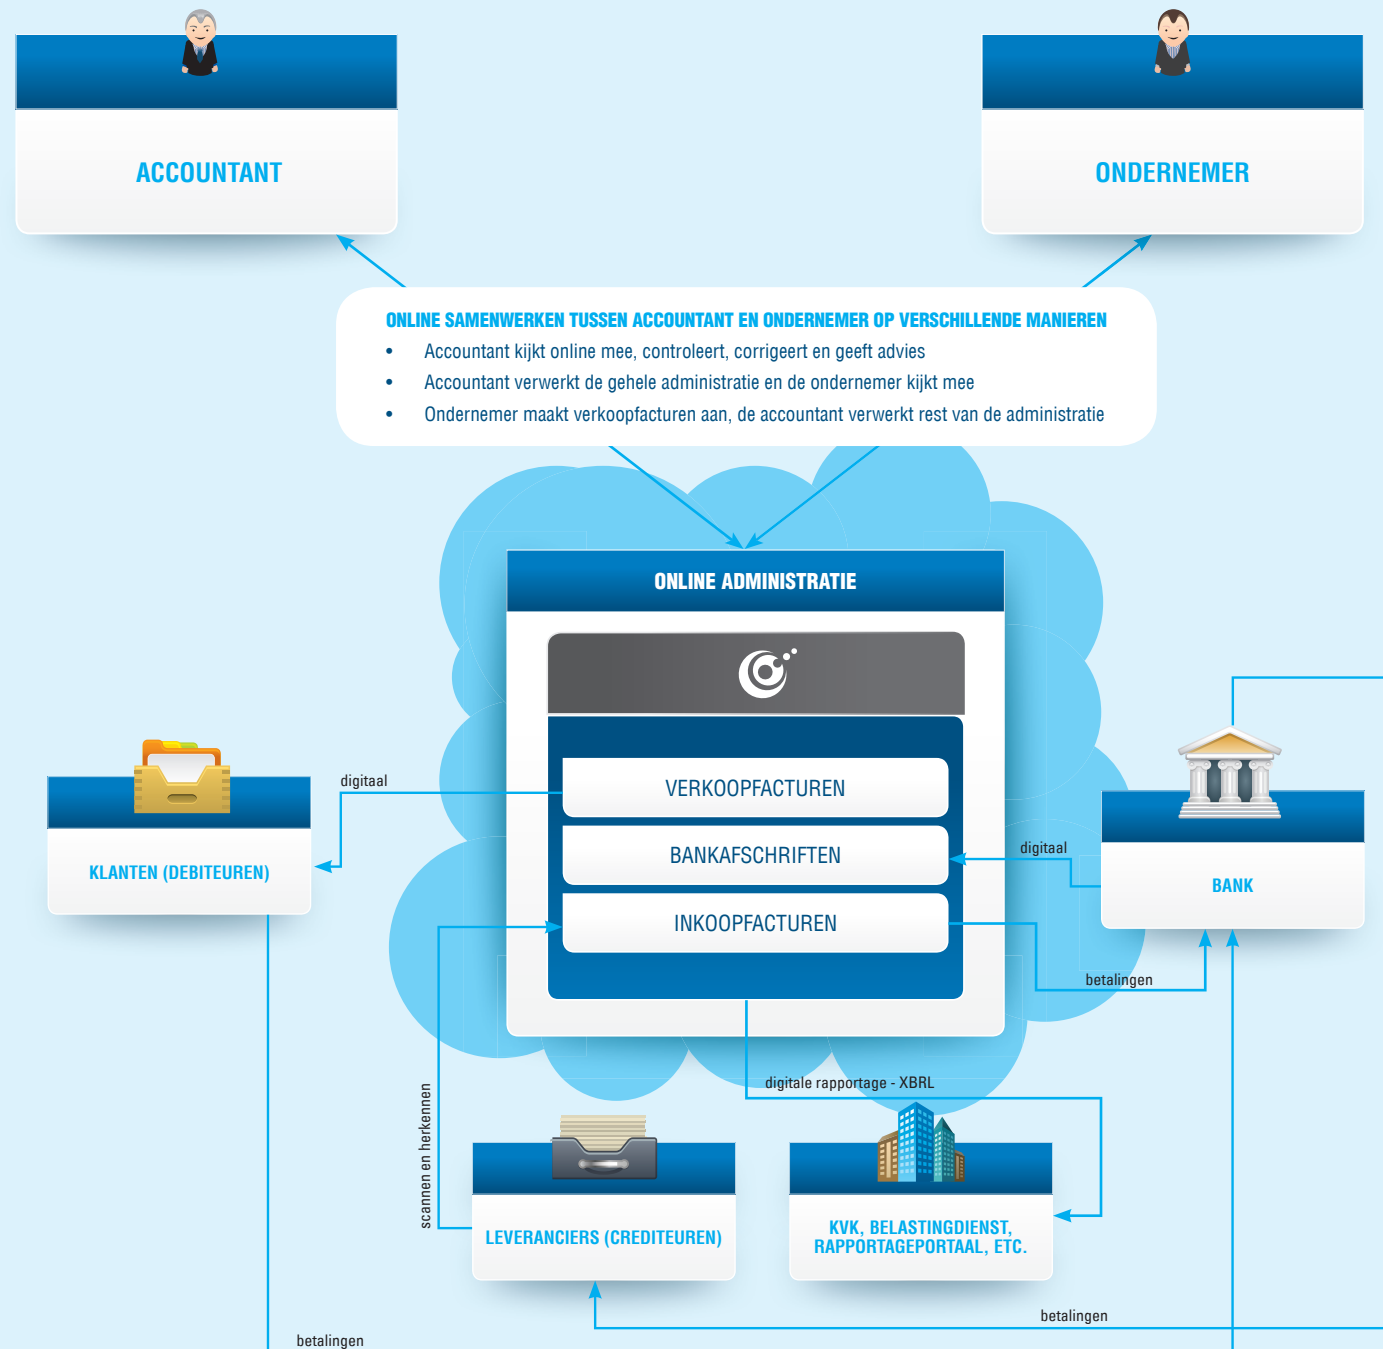 ACCOUNTANT
ONDERNEMER
ONLINE SAMENWERKEN TUSSEN ACCOUNTANT EN ONDERNEMER OP VERSCHILLENDE MANIEREN
• Accountant kijkt online mee, controleert, corrigeert en geeft advies
• Accountant verwerkt de gehele administratie en de ondernemer kijkt mee
• Ondernemer maakt verkoopfacturen aan, de accountant verwerkt rest van de administratie
ONLINE ADMINISTRATIE
digitaal
VERKOOPFACTUREN
BANKAFSCHRIFTEN
digitaal
KLANTEN (DEBITEUREN)
BANK
INKOOPFACTUREN
betalingen
digitale rapportage - XBRL
scannen en herkennen
LEVERANCIERS (CREDITEUREN)
KVK, BELASTINGDIENST,
RAPPORTAGEPORTAAL, ETC.
betalingen
betalingen